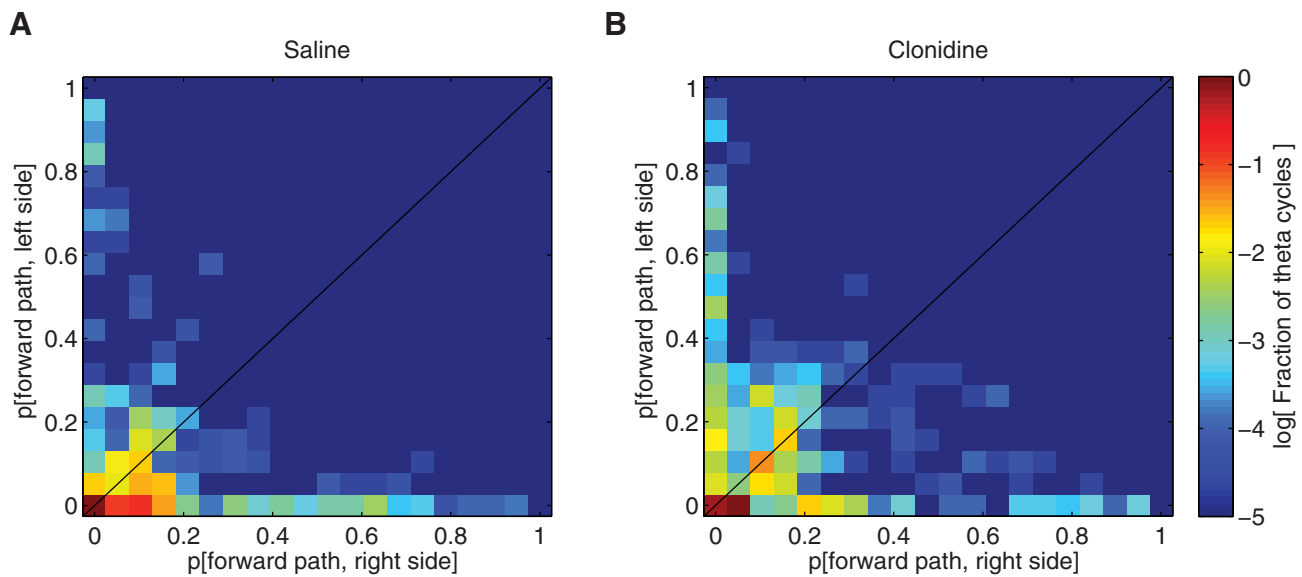 A
Saline
p[forward path, left side]
1
0.8
0.6
0.4
0.2
0
0 0.2 0.4 0.6 0.8 1
p[forward path, right side]
B
Clonidine
p[forward path, left side]
1
0.8
0.6
0.4
0.2
0
0 0.2 0.4 0.6 0.8 1
p[forward path, right side]
0
−1
−2
−3
−4
−5
log[ Fraction of theta cycles ]